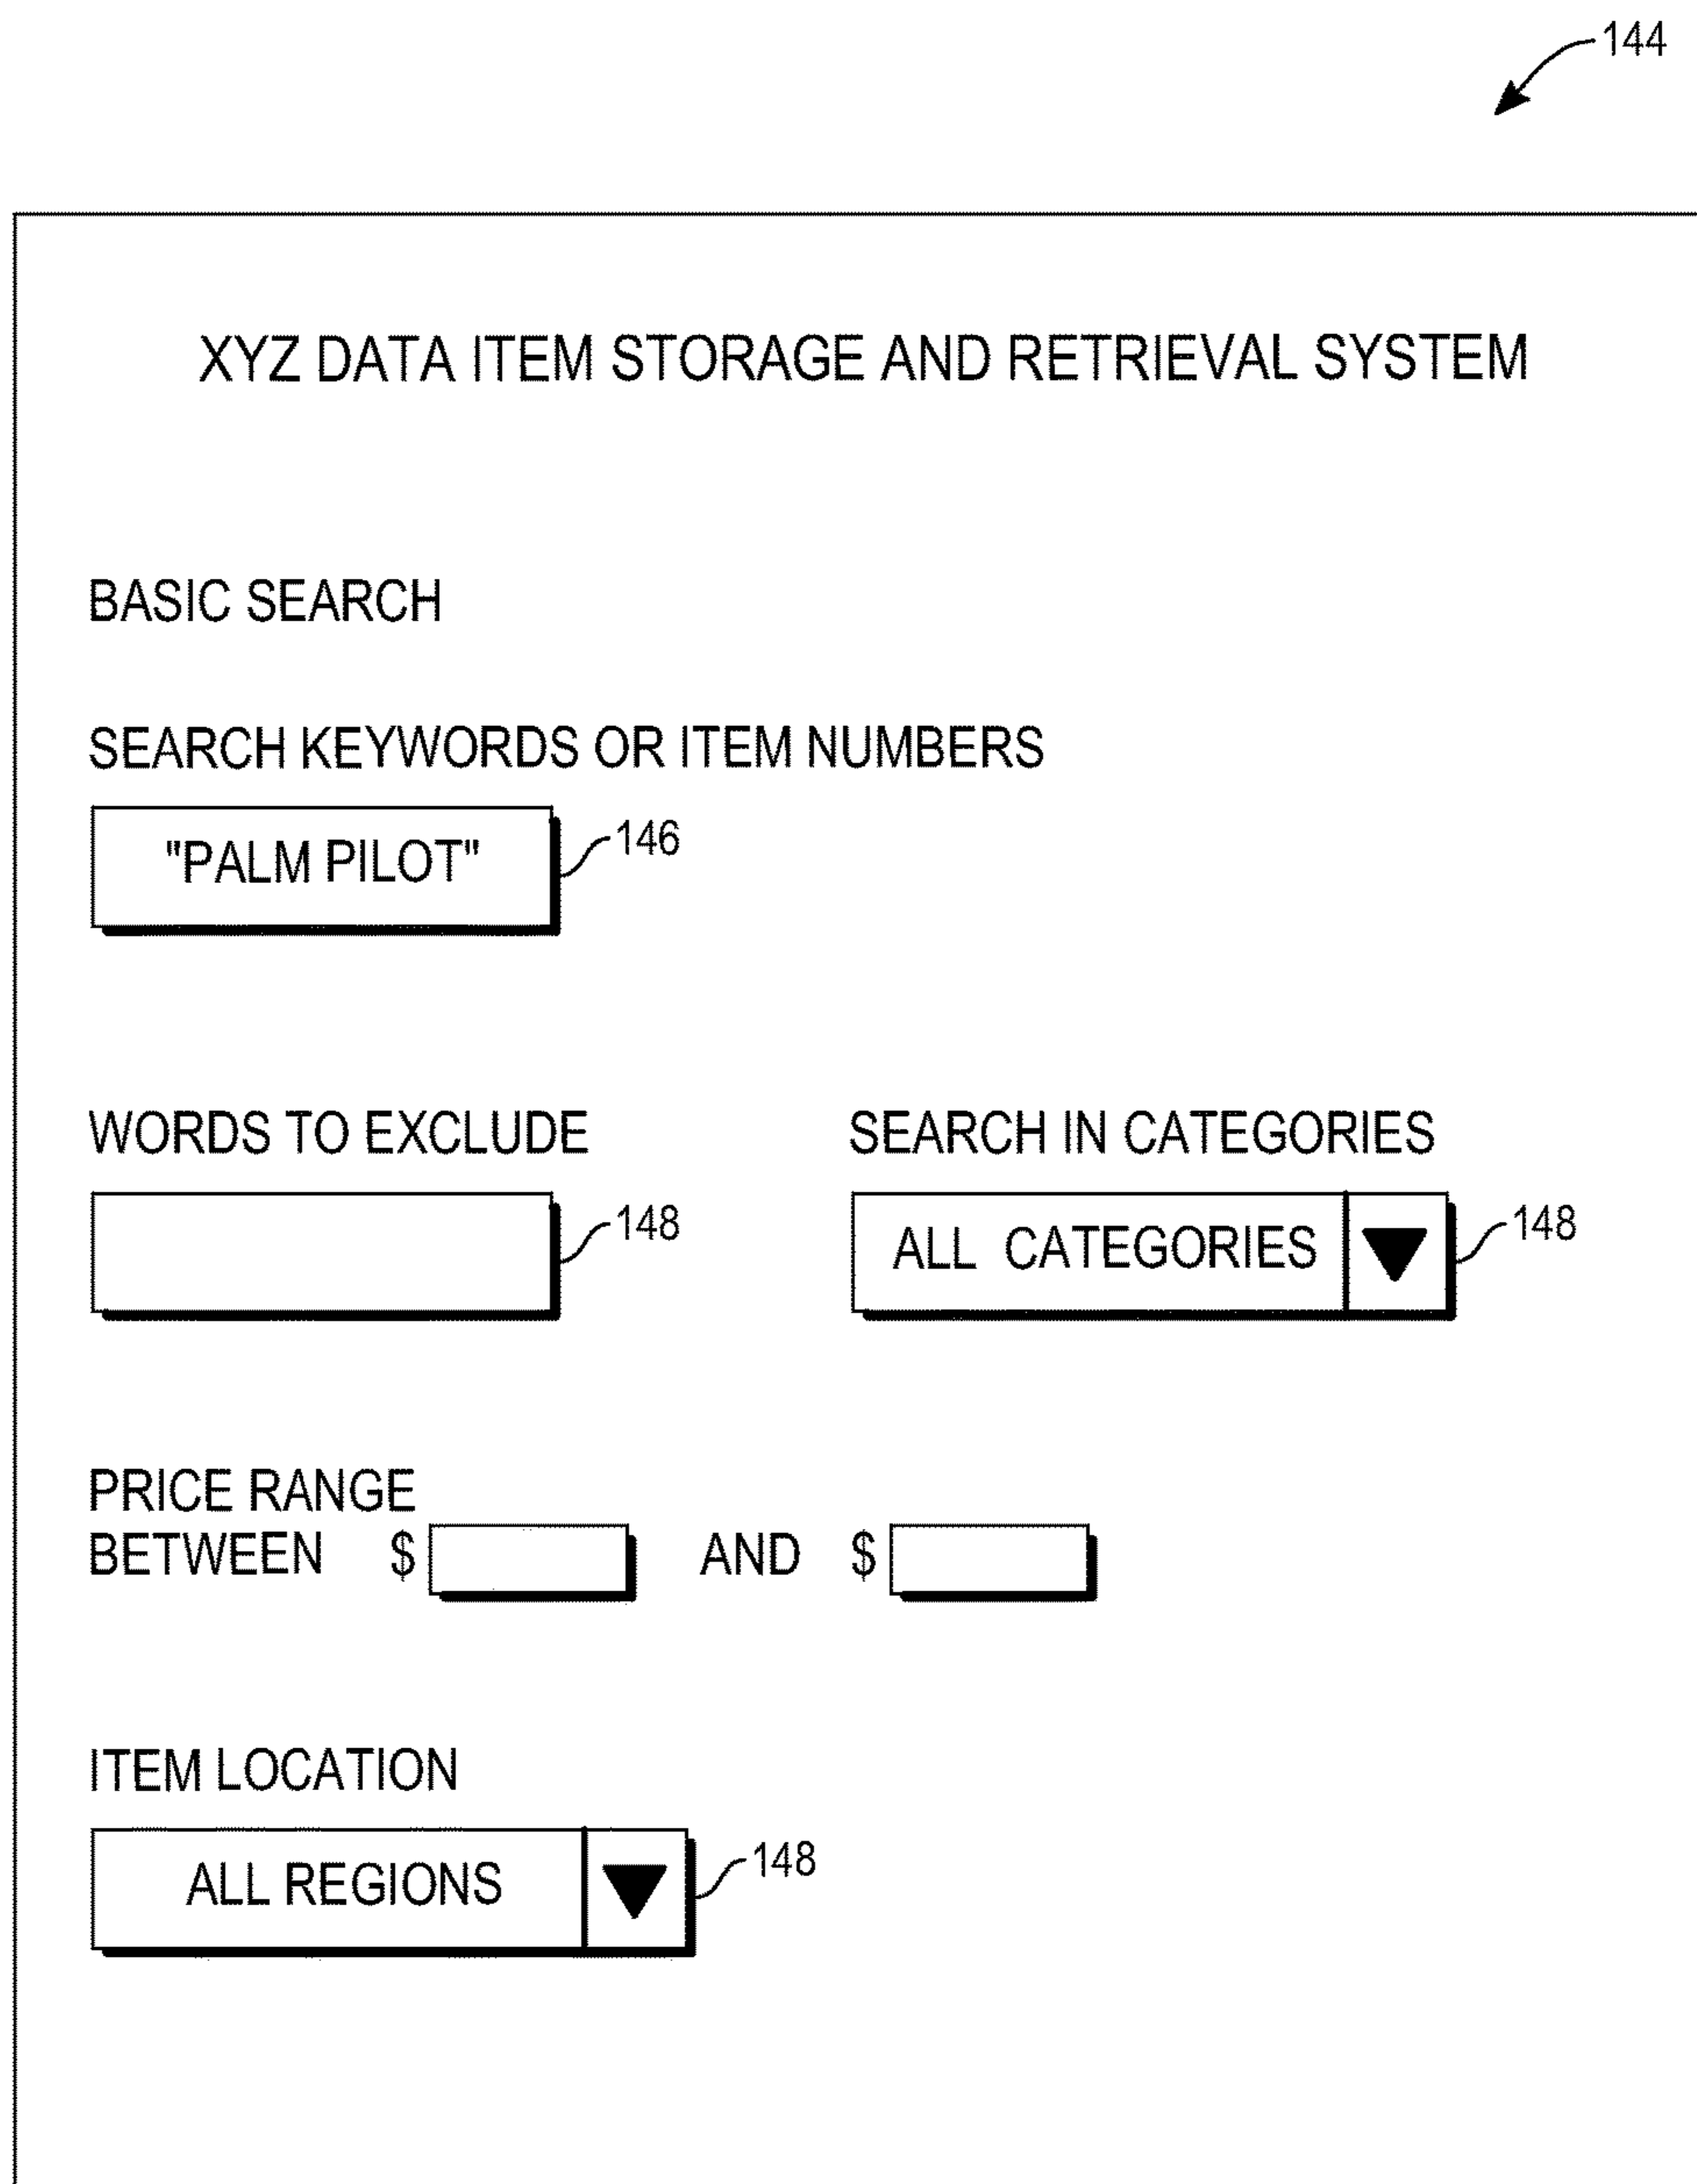 144
XYZ DATA ITEM STORAGE AND RETRIEVAL SYSTEM
BASIC SEARCH
SEARCH KEYWORDS OR ITEM NUMBERS
"PALM PILOT" 146
WORDS TO EXCLUDE SEARCH IN CATEGORIES
148 ALL CATEGORIES 148
PRICE RANGE
BETWEEN $ AND $
ITEM LOCATION
ALL REGIONS 148